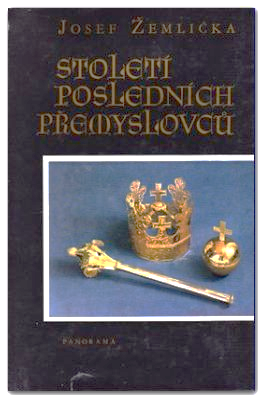 JOSEF ŽEMLIČKA
STOLETÍ
POSLEDNÍCH
PŘEMYSLOVCŮ
PANORAMA